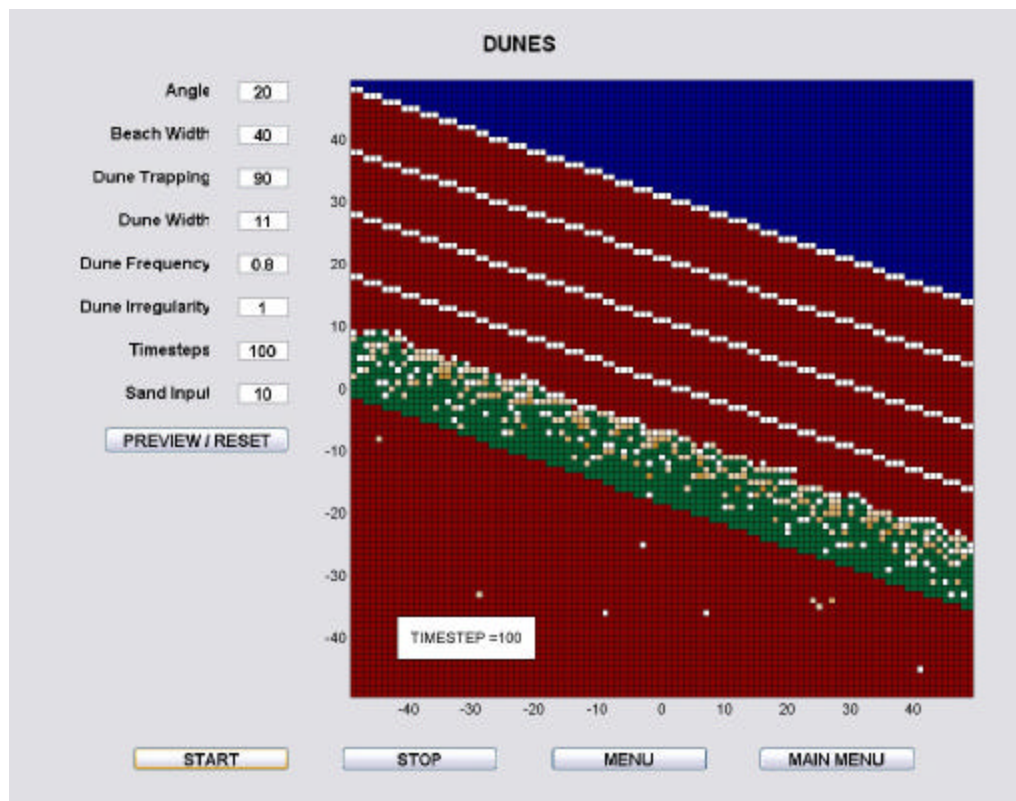 DUNES
Angle 20
Beach Width 40
Dune Trapping 90
Dune Width 11
Dune Frequency 0.8
Dune Irregularity 1
Timesteps 100
Sand Input 10
PREVIEW / RESET
40
30
20
10
0
-10
-20
-30
-40
TIMESTEP =100
-40 -30 -20 -10 0 10 20 30 40
START STOP MENU MAIN MENU